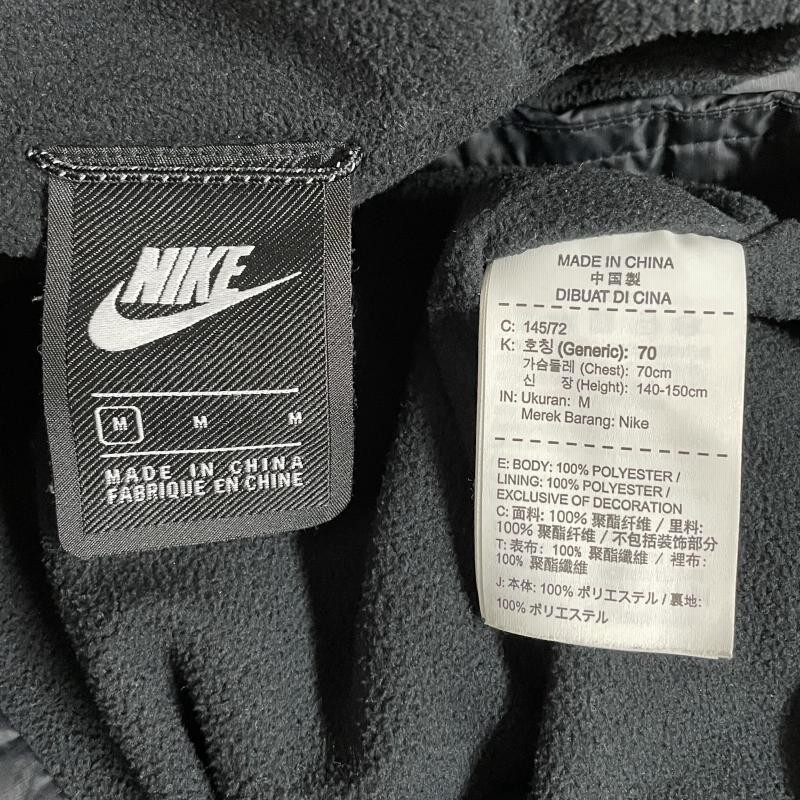 NIKE
M M M
MADE IN CHINA
FABRIQUE EN CHINE
MADE IN CHINA
中国製
DIBUAT DI CINA
C: 145/72
K: 호칭 (Generic): 70
가슴둘레 (Chest): 70cm
신 장 (Height): 140-150cm
IN: Ukuran: M
Merek Barang: Nike
E: BODY: 100% POLYESTER /
LINING: 100% POLYESTER /
EXCLUSIVE OF DECORATION
C: 面料: 100% 聚酯纤维 / 里料:
100% 聚酯纤维 / 不包括装饰部分
T: 表布: 100% 聚酯纖維 / 裡布:
100% 聚酯纖維
J: 本体: 100% ポリエステル / 裏地:
100% ポリエステル